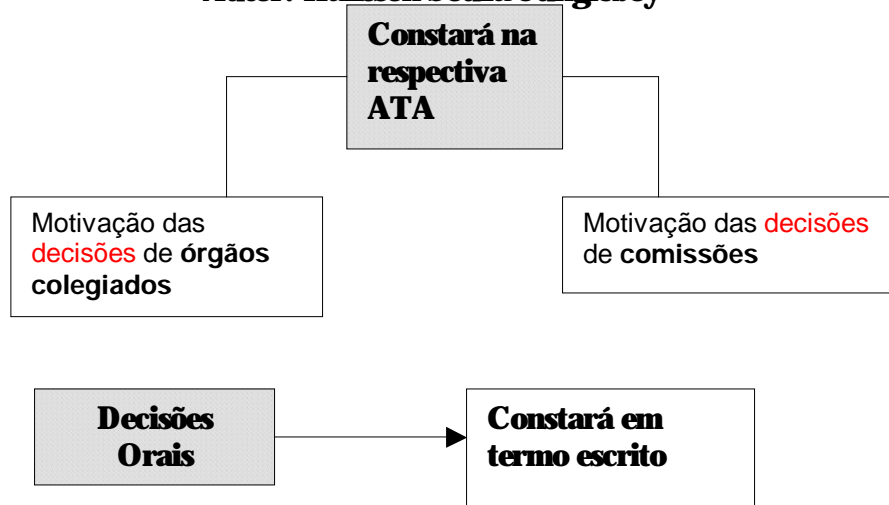 Constará na
respectiva
ATA
Motivação das
decisões de órgãos
colegiados
Motivação das decisões
de comissões
Decisões
Orais
Constará em
termo escrito